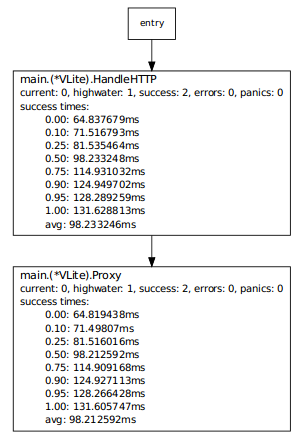 entry
main.(*VLite).HandleHTTP
current: 0, highwater: 1, success: 2, errors: 0, panics: 0
success times:
0.00: 64.837679ms
0.10: 71.516793ms
0.25: 81.535464ms
0.50: 98.233248ms
0.75: 114.931032ms
0.90: 124.949702ms
0.95: 128.289259ms
1.00: 131.628813ms
avg: 98.233246ms
main.(*VLite).Proxy
current: 0, highwater: 1, success: 2, errors: 0, panics: 0
success times:
0.00: 64.819438ms
0.10: 71.49807ms
0.25: 81.516016ms
0.50: 98.212592ms
0.75: 114.909168ms
0.90: 124.927113ms
0.95: 128.266428ms
1.00: 131.605747ms
avg: 98.212592ms